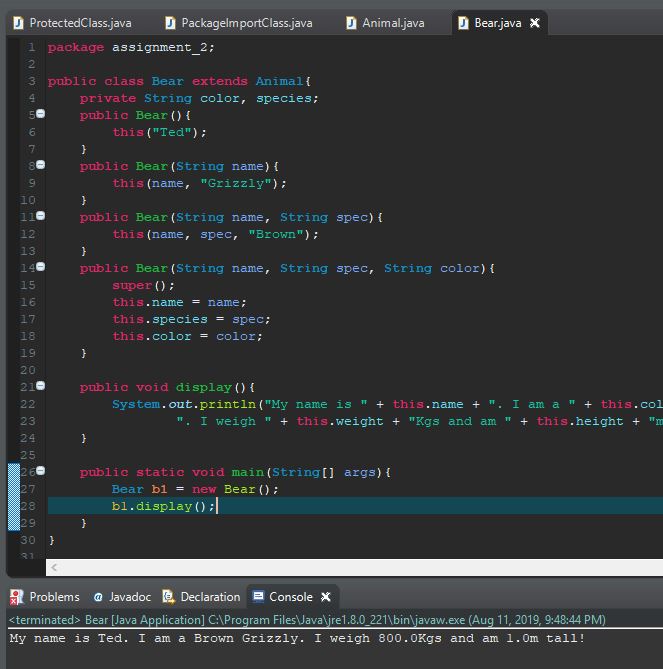 ProtectedClass.java PackageImportClass.java Animal.java Bear.java
1 package assignment_2;
2
3 public class Bear extends Animal{
4 private String color, species;
5 public Bear(){
6 this("Ted");
7 }
8 public Bear(String name){
9 this(name, "Grizzly");
10 }
11 public Bear(String name, String spec){
12 this(name, spec, "Brown");
13 }
14 public Bear(String name, String spec, String color){
15 super();
16 this.name = name;
17 this.species = spec;
18 this.color = color;
19 }
20
21 public void display(){
22 System.out.println("My name is " + this.name + ". I am a " + this.col
23 ". I weigh " + this.weight + "Kgs and am " + this.height + "m
24 }
25
26 public static void main(String[] args){
27 Bear b1 = new Bear();
28 b1.display();
29 }
30 }
31
Problems @ Javadoc Declaration Console
<terminated> Bear [Java Application] C:\Program Files\Java\jre1.8.0_221\bin\javaw.exe (Aug 11, 2019, 9:48:44 PM)
My name is Ted. I am a Brown Grizzly. I weigh 800.0Kgs and am 1.0m tall!